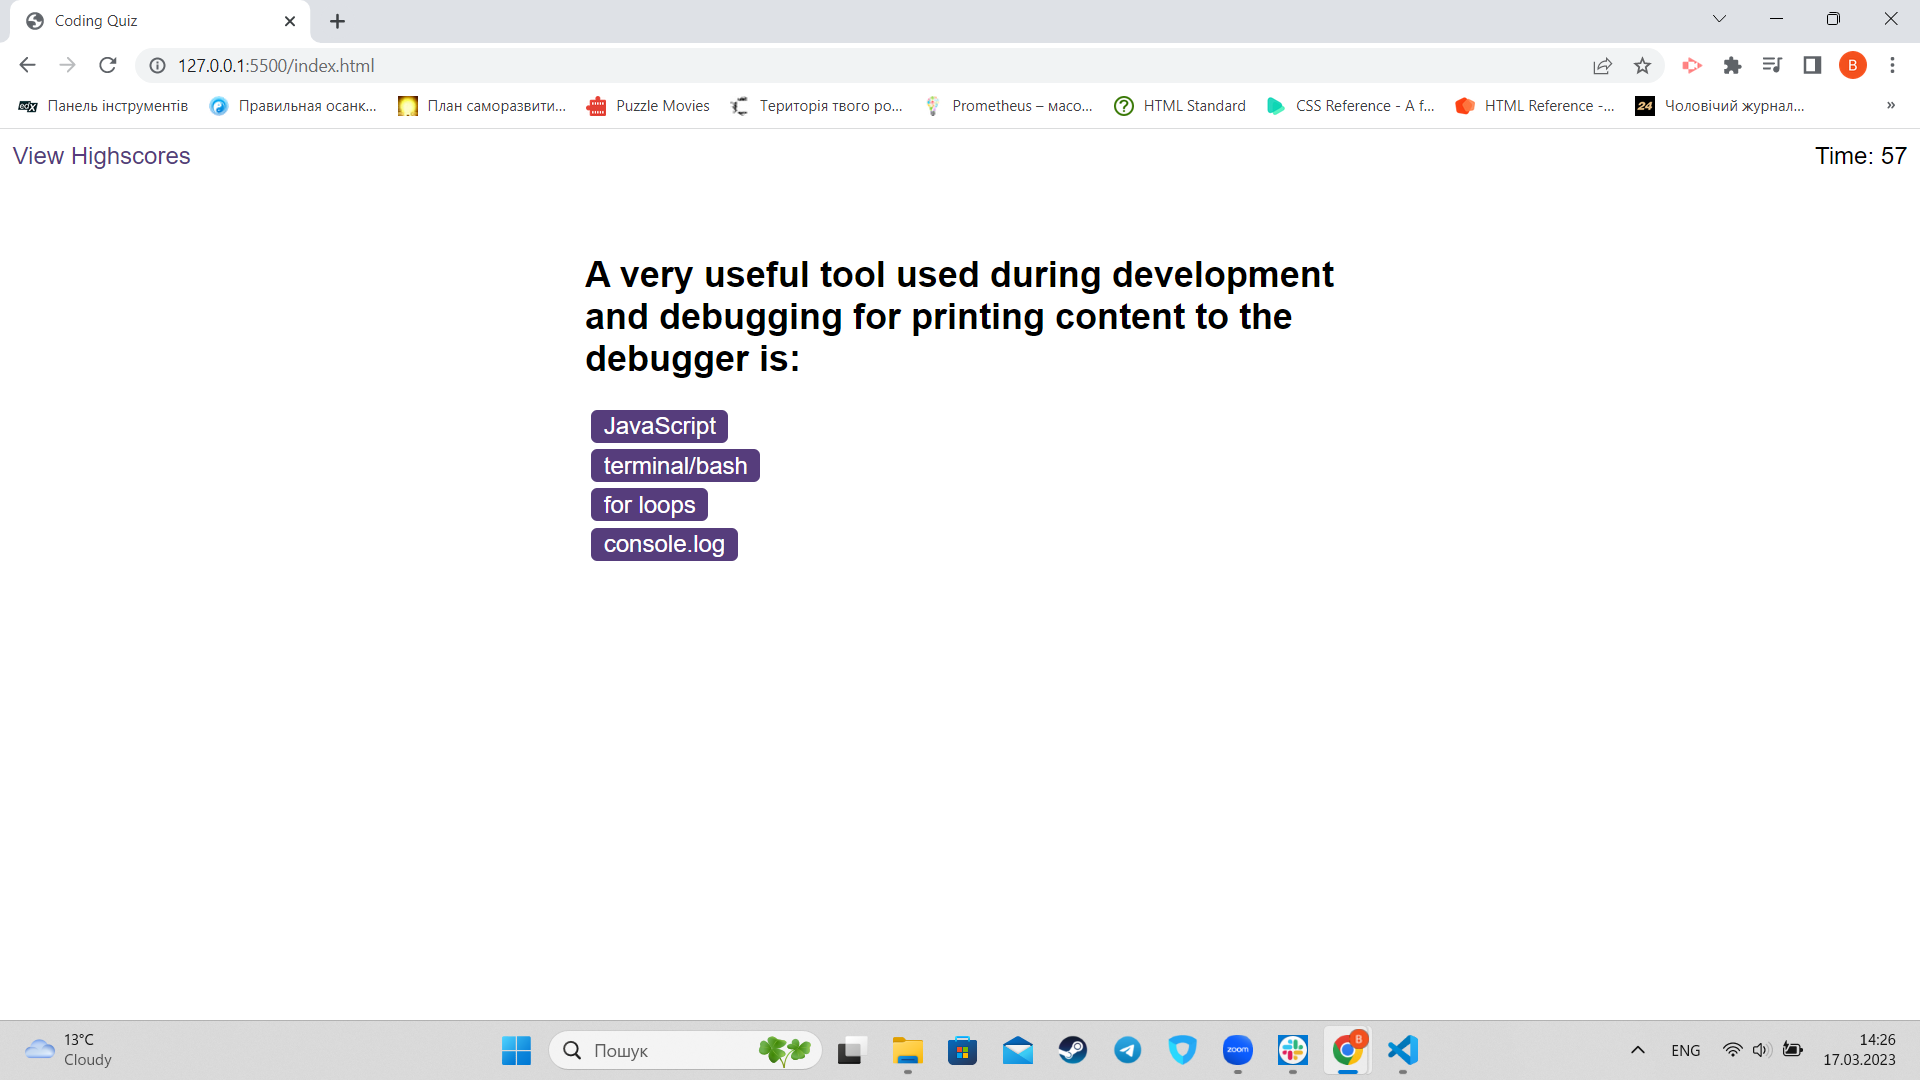 Coding Quiz
127.0.0.1:5500/index.html
B
edX Панель інструментів Правильная осанк... План саморазвити... Puzzle Movies Територія твого ро... Prometheus – масо... HTML Standard CSS Reference - A f... HTML Reference -... 24 Чоловічий журнал... »
View Highscores
Time: 57
A very useful tool used during development
and debugging for printing content to the
debugger is:
JavaScript
terminal/bash
for loops
console.log
13°C
Cloudy
Пошук
zoom
B
ENG
14:26
17.03.2023